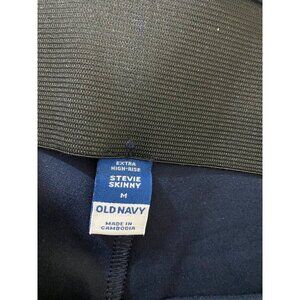 EXTRA
HIGH-RISE
STEVIE
SKINNY
M
OLD NAVY
MADE IN
CAMBODIA